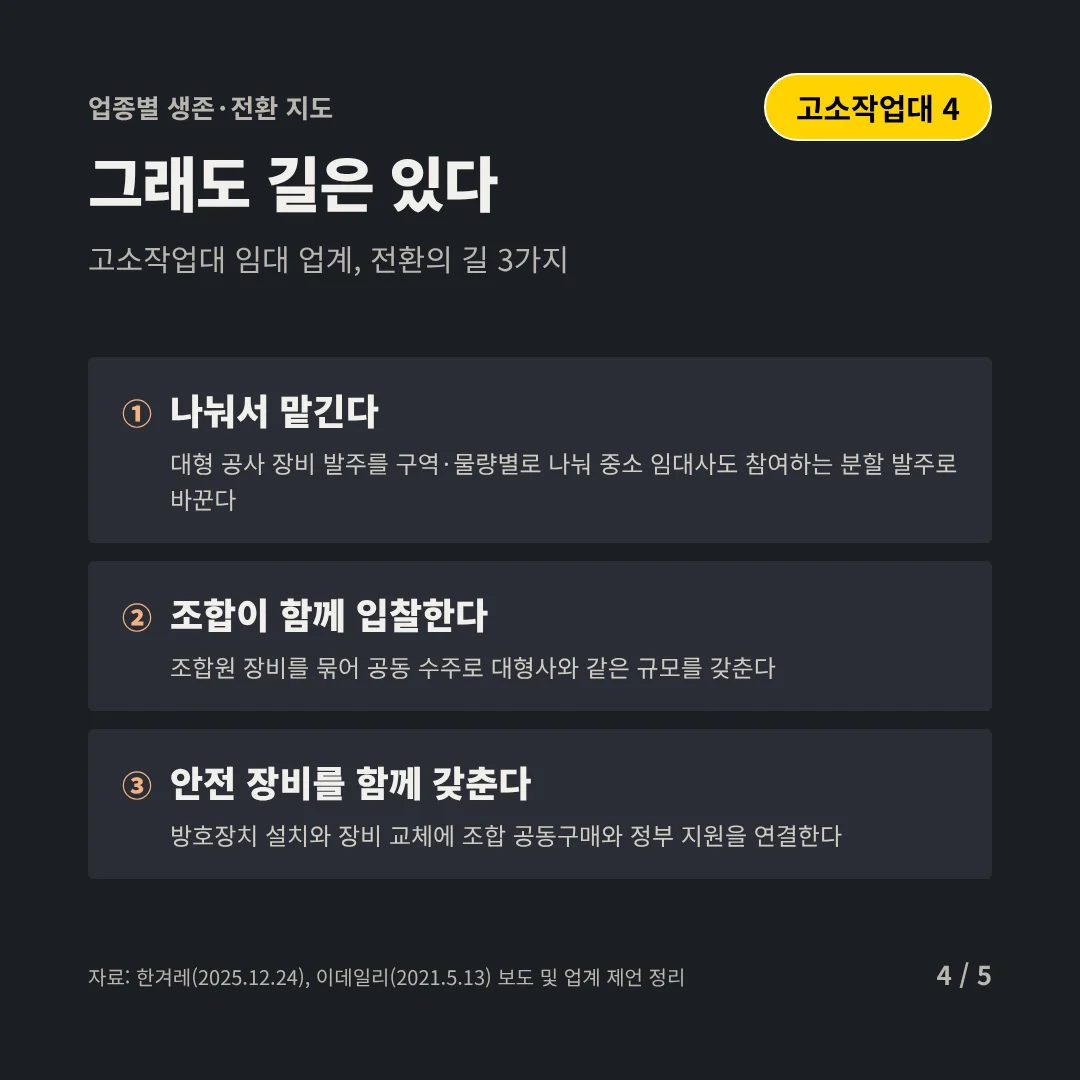 업종별 생존·전환 지도
고소작업대 4
그래도 길은 있다
고소작업대 임대 업계, 전환의 길 3가지
① 나눠서 맡긴다
대형 공사 장비 발주를 구역·물량별로 나눠 중소 임대사도 참여하는 분할 발주로
바꾼다
② 조합이 함께 입찰한다
조합원 장비를 묶어 공동 수주로 대형사와 같은 규모를 갖춘다
③ 안전 장비를 함께 갖춘다
방호장치 설치와 장비 교체에 조합 공동구매와 정부 지원을 연결한다
자료: 한겨레(2025.12.24), 이데일리(2021.5.13) 보도 및 업계 제언 정리
4 / 5